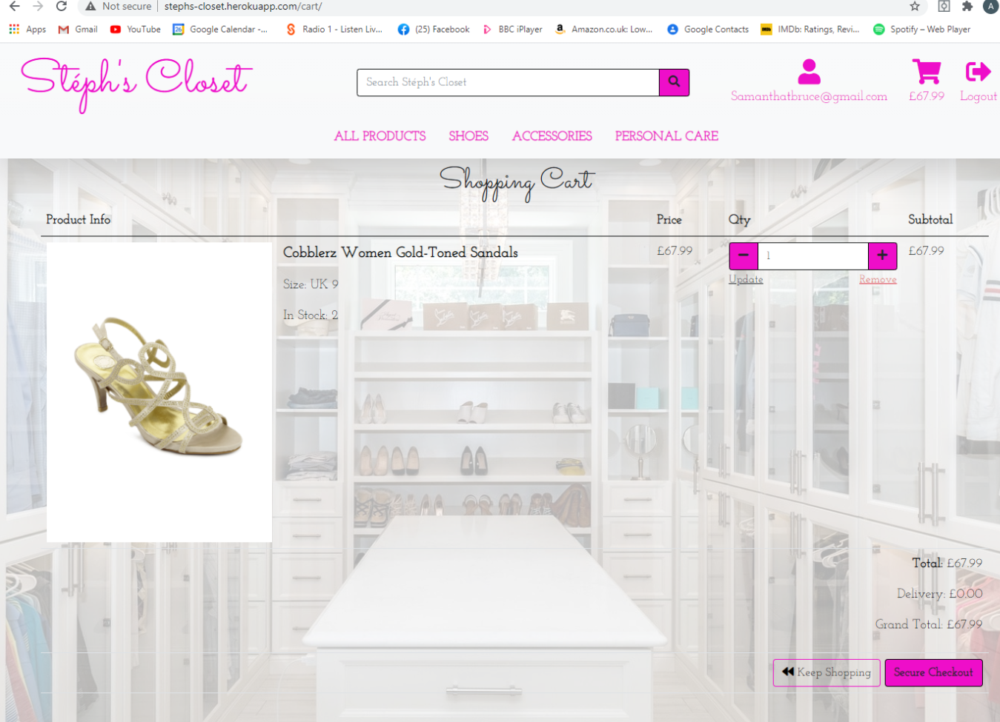 Not secure | stephs-closet.herokuapp.com/cart/
A
Apps Gmail YouTube 26 Google Calendar -... Radio 1 - Listen Liv... (25) Facebook BBC iPlayer Amazon.co.uk: Low... Google Contacts IMDb: Ratings, Revi... Spotify – Web Player
Stéph's Closet
Search Stéph's Closet
Samanthatbruce@gmail.com £67.99 Logout
ALL PRODUCTS SHOES ACCESSORIES PERSONAL CARE
Shopping Cart
Product Info Price Qty Subtotal
Cobblerz Women Gold-Toned Sandals £67.99 1 £67.99
Update Remove
Size: UK 9
In Stock: 2
Total: £67.99
Delivery: £0.00
Grand Total: £67.99
Keep Shopping Secure Checkout